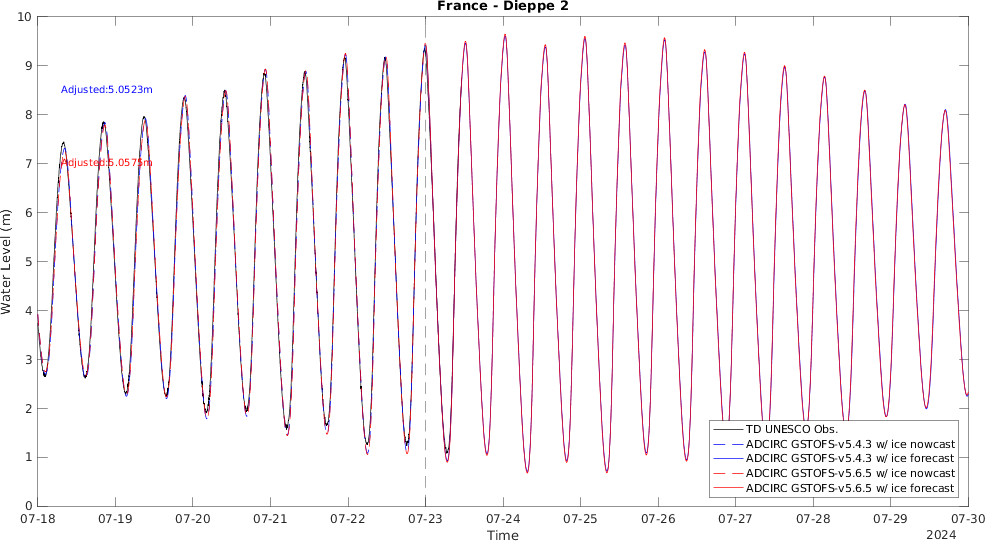 France - Dieppe 2
10
9
8
7
6
5
4
3
2
1
0
Water Level (m)
Adjusted:5.0523m
Adjusted:5.0575m
TD UNESCO Obs.
ADCIRC GSTOFS-v5.4.3 w/ ice nowcast
ADCIRC GSTOFS-v5.4.3 w/ ice forecast
ADCIRC GSTOFS-v5.6.5 w/ ice nowcast
ADCIRC GSTOFS-v5.6.5 w/ ice forecast
07-18 07-19 07-20 07-21 07-22 07-23 07-24 07-25 07-26 07-27 07-28 07-29 07-30
Time
2024